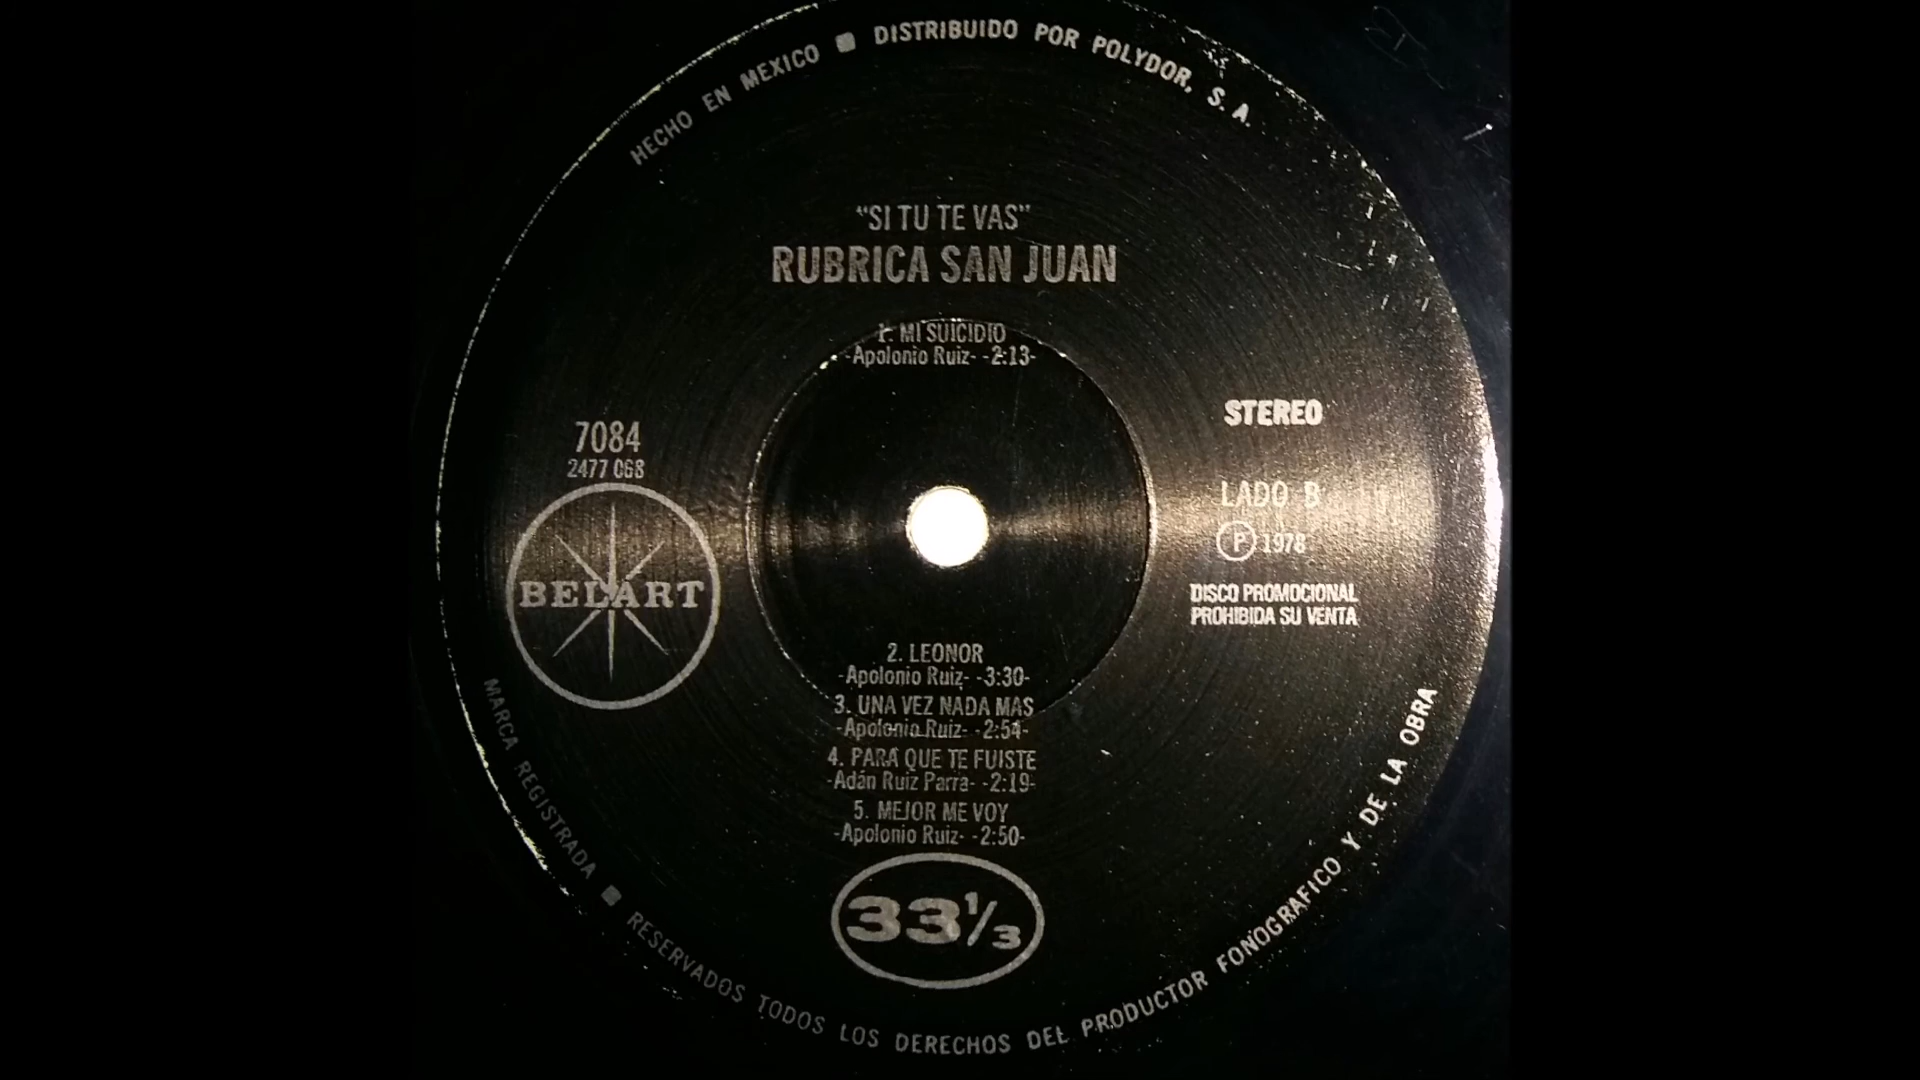 HECHO EN MEXICO ■ DISTRIBUIDO POR POLYDOR, S. A.
"SI TU TE VAS"
RUBRICA SAN JUAN
1. MI SUICIDIO
-Apolonio Ruiz- -2:13-
7084
2477 068
BELART
STEREO
LADO B
Ⓟ 1978
DISCO PROMOCIONAL
PROHIBIDA SU VENTA
2. LEONOR
-Apolonio Ruiz- -3:30-
3. UNA VEZ NADA MAS
-Apolonio Ruiz- -2:54-
4. PARA QUE TE FUISTE
-Adán Ruiz Parra- -2:19-
5. MEJOR ME VOY
-Apolonio Ruiz- -2:50-
33 1/3
MARCA REGISTRADA ■ RESERVADOS TODOS LOS DERECHOS DEL PRODUCTOR FONOGRAFICO Y DE LA OBRA